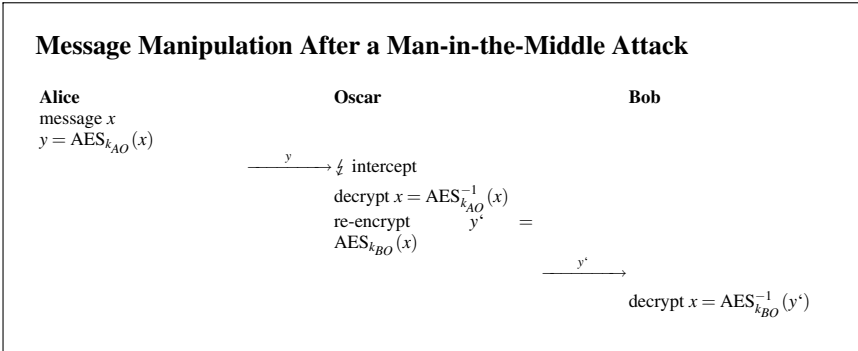 Message Manipulation After a Man-in-the-Middle Attack
Alice Oscar Bob
message x
y = AES_{k_{AO}}(x)
y
↯ intercept
decrypt x = AES^{-1}_{k_{AO}}(x)
re-encrypt y‘ =
AES_{k_{BO}}(x)
y‘
decrypt x = AES^{-1}_{k_{BO}}(y‘)